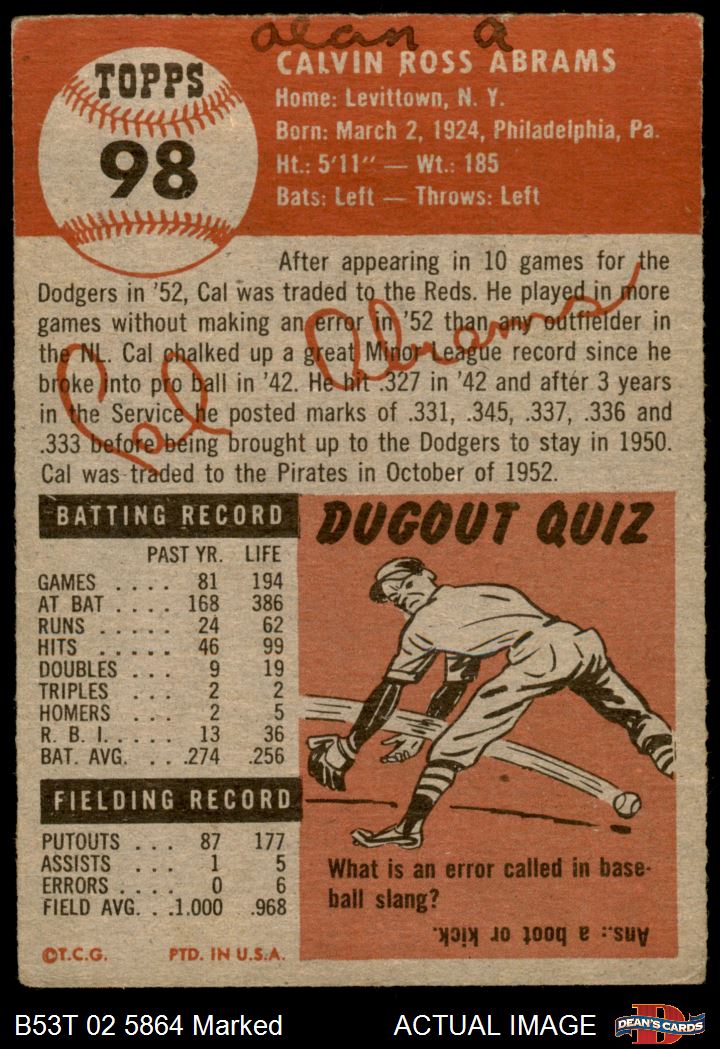 alan a
TOPPS
98
CALVIN ROSS ABRAMS
Home: Levittown, N. Y.
Born: March 2, 1924, Philadelphia, Pa.
Ht.: 5'11" — Wt.: 185
Bats: Left — Throws: Left
After appearing in 10 games for the
Dodgers in '52, Cal was traded to the Reds. He played in more
games without making an error in '52 than any outfielder in
the NL. Cal chalked up a great Minor League record since he
broke into pro ball in '42. He hit .327 in '42 and after 3 years
in the Service he posted marks of .331, .345, .337, .336 and
.333 before being brought up to the Dodgers to stay in 1950.
Cal was traded to the Pirates in October of 1952.
Cal Abrams
BATTING RECORD
PAST YR. LIFE
GAMES .... 81 194
AT BAT .... 168 386
RUNS ..... 24 62
HITS ..... 46 99
DOUBLES .... 9 19
TRIPLES .... 2 2
HOMERS .... 2 5
R. B. I. .... 13 36
BAT. AVG. ... .274 .256
FIELDING RECORD
PUTOUTS ... 87 177
ASSISTS ... 1 5
ERRORS .... 0 6
FIELD AVG. ..1.000 .968
©T.C.G. PTD. IN U.S.A.
DUGOUT QUIZ
What is an error called in base-
ball slang?
Ans.: a boot or kick.
B53T 02 5864 Marked
ACTUAL IMAGE
D
DEAN'S CARDS